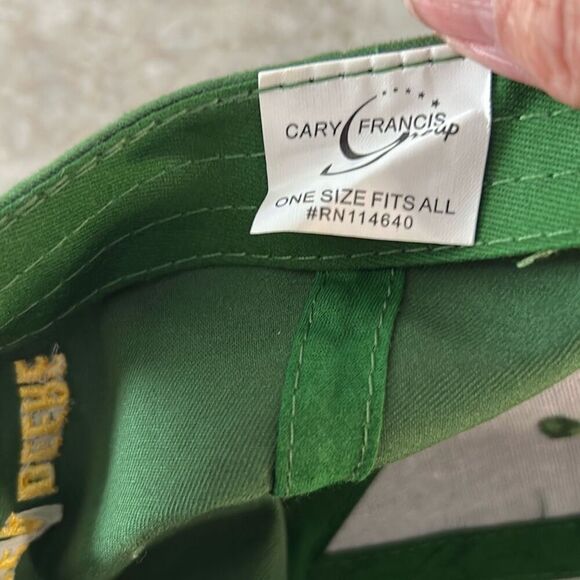 CARY FRANCIS
Group
ONE SIZE FITS ALL
#RN114640